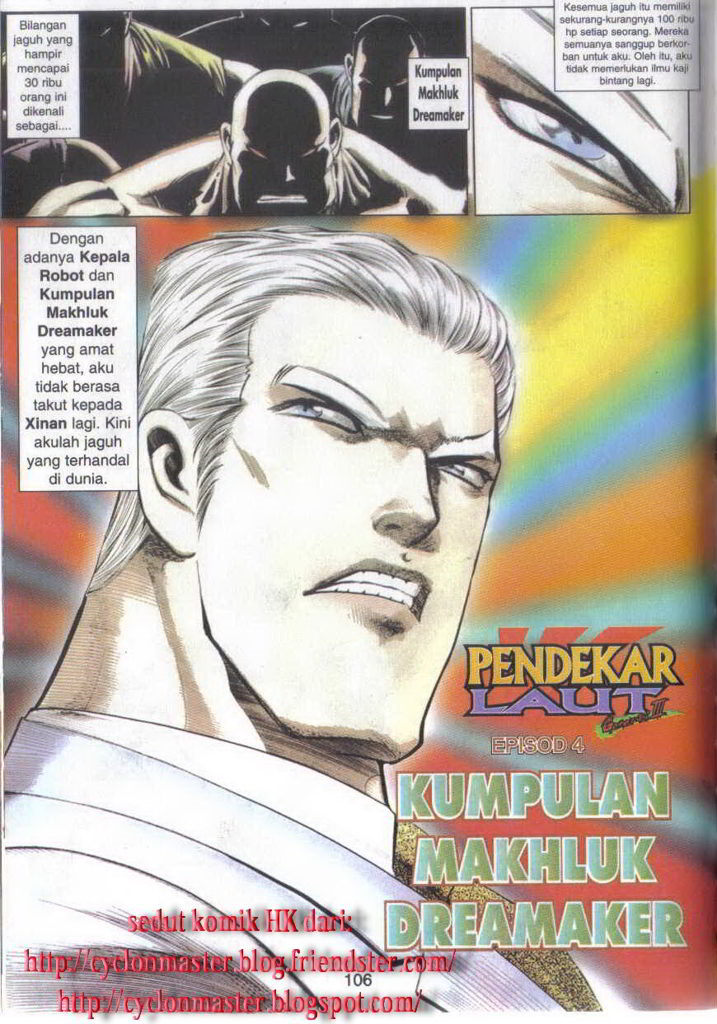 Bilangan
jaguh yang
hampir
mencapai
30 ribu
orang ini
dikenali
sebagai....
Kumpulan
Makhluk
Dreamaker
Kesemua jaguh itu memiliki
sekurang-kurangnya 100 ribu
hp setiap seorang. Mereka
semuanya sanggup berkor-
ban untuk aku. Oleh itu, aku
tidak memerlukan ilmu kaji
bintang lagi.
Dengan
adanya Kepala
Robot dan
Kumpulan
Makhluk
Dreamaker
yang amat
hebat, aku
tidak berasa
takut kepada
Xinan lagi. Kini
akulah jaguh
yang terhandal
di dunia.
PENDEKAR
LAUT
III
EPISOD 4
KUMPULAN
MAKHLUK
DREAMAKER
sedut komik HK dari:
http://cyclonmaster.blog.friendster.com/
106
http://cyclonmaster.blogspot.com/